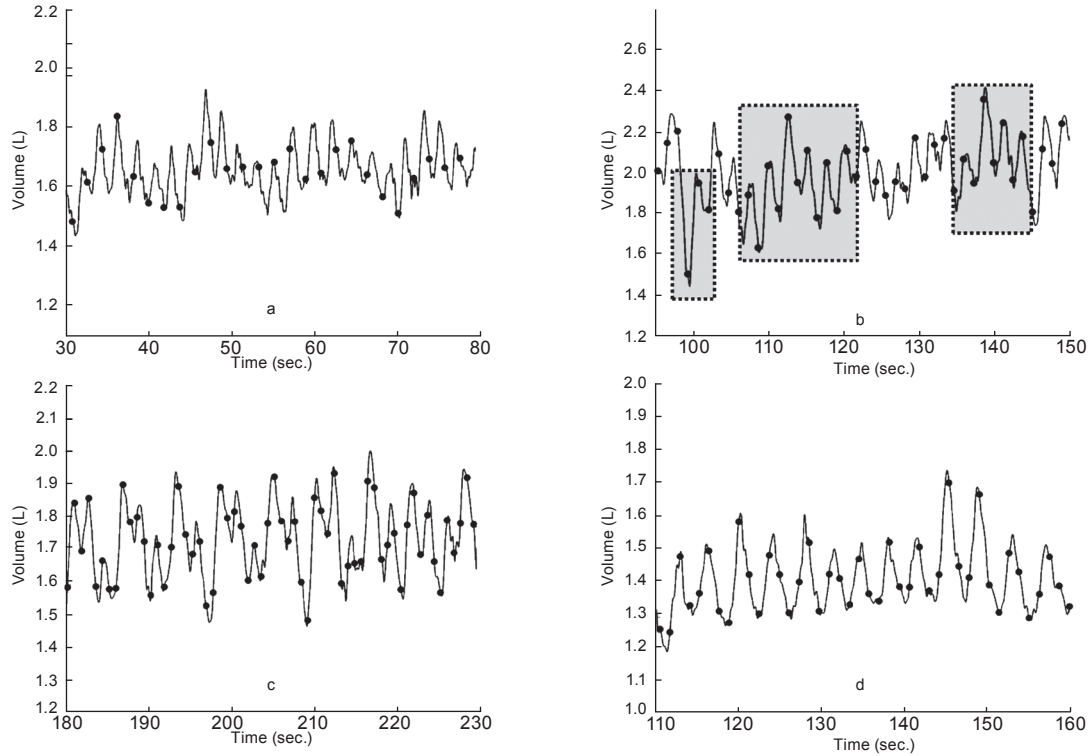 2.2
2.0
1.8
1.6
1.4
1.2
Volume (L)
a
30 40 50 60 70 80
Time (sec.)
2.6
2.4
2.2
2.0
1.8
1.6
1.4
1.2
Volume (L)
b
100 110 120 130 140 150
Time (sec.)
2.2
2.1
2.0
1.9
1.8
1.7
1.6
1.5
1.4
1.3
1.2
Volume (L)
c
180 190 200 210 220 230
Time (sec.)
2.0
1.9
1.8
1.7
1.6
1.5
1.4
1.3
1.2
1.1
1.0
Volume (L)
d
110 120 130 140 150 160
Time (sec.)